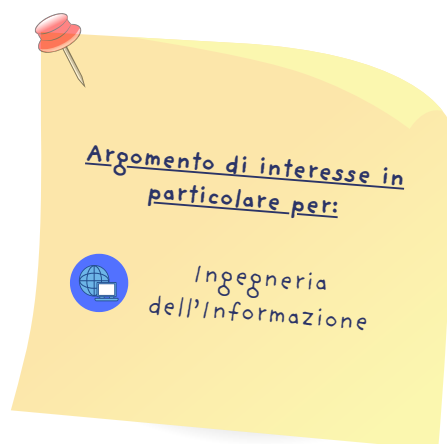 Argomento di interesse in
particolare per:
Ingegneria
dell'Informazione